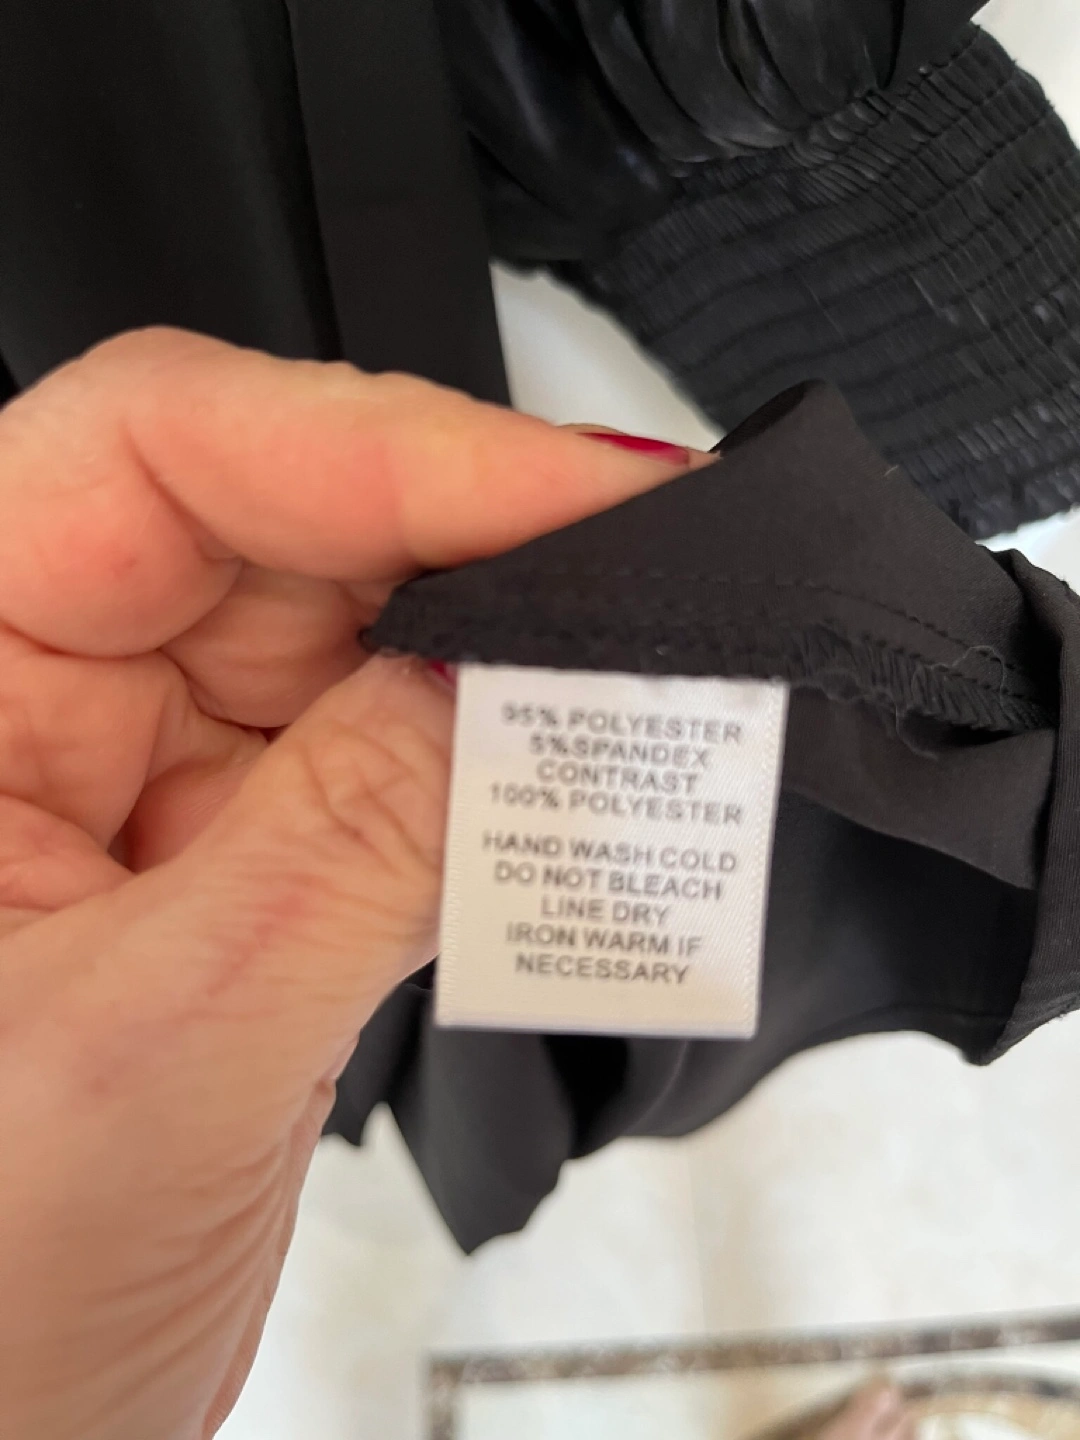 95% POLYESTER
5%SPANDEX
CONTRAST
100% POLYESTER
HAND WASH COLD
DO NOT BLEACH
LINE DRY
IRON WARM IF
NECESSARY